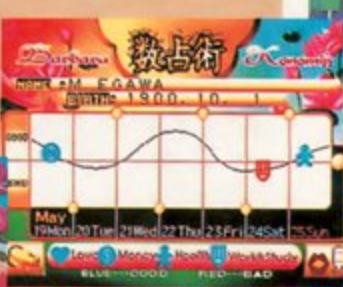 Barbara 数占術 Konomi
NAME :M EGAWA
BIRTH: 1900.10. 1
GOOD
BAD
May
19Mon 20Tue 21Wed 22Thu 23Fri 24Sat 25Sun
Love Money Health Work&Study
BLUE···GOOD RED···BAD